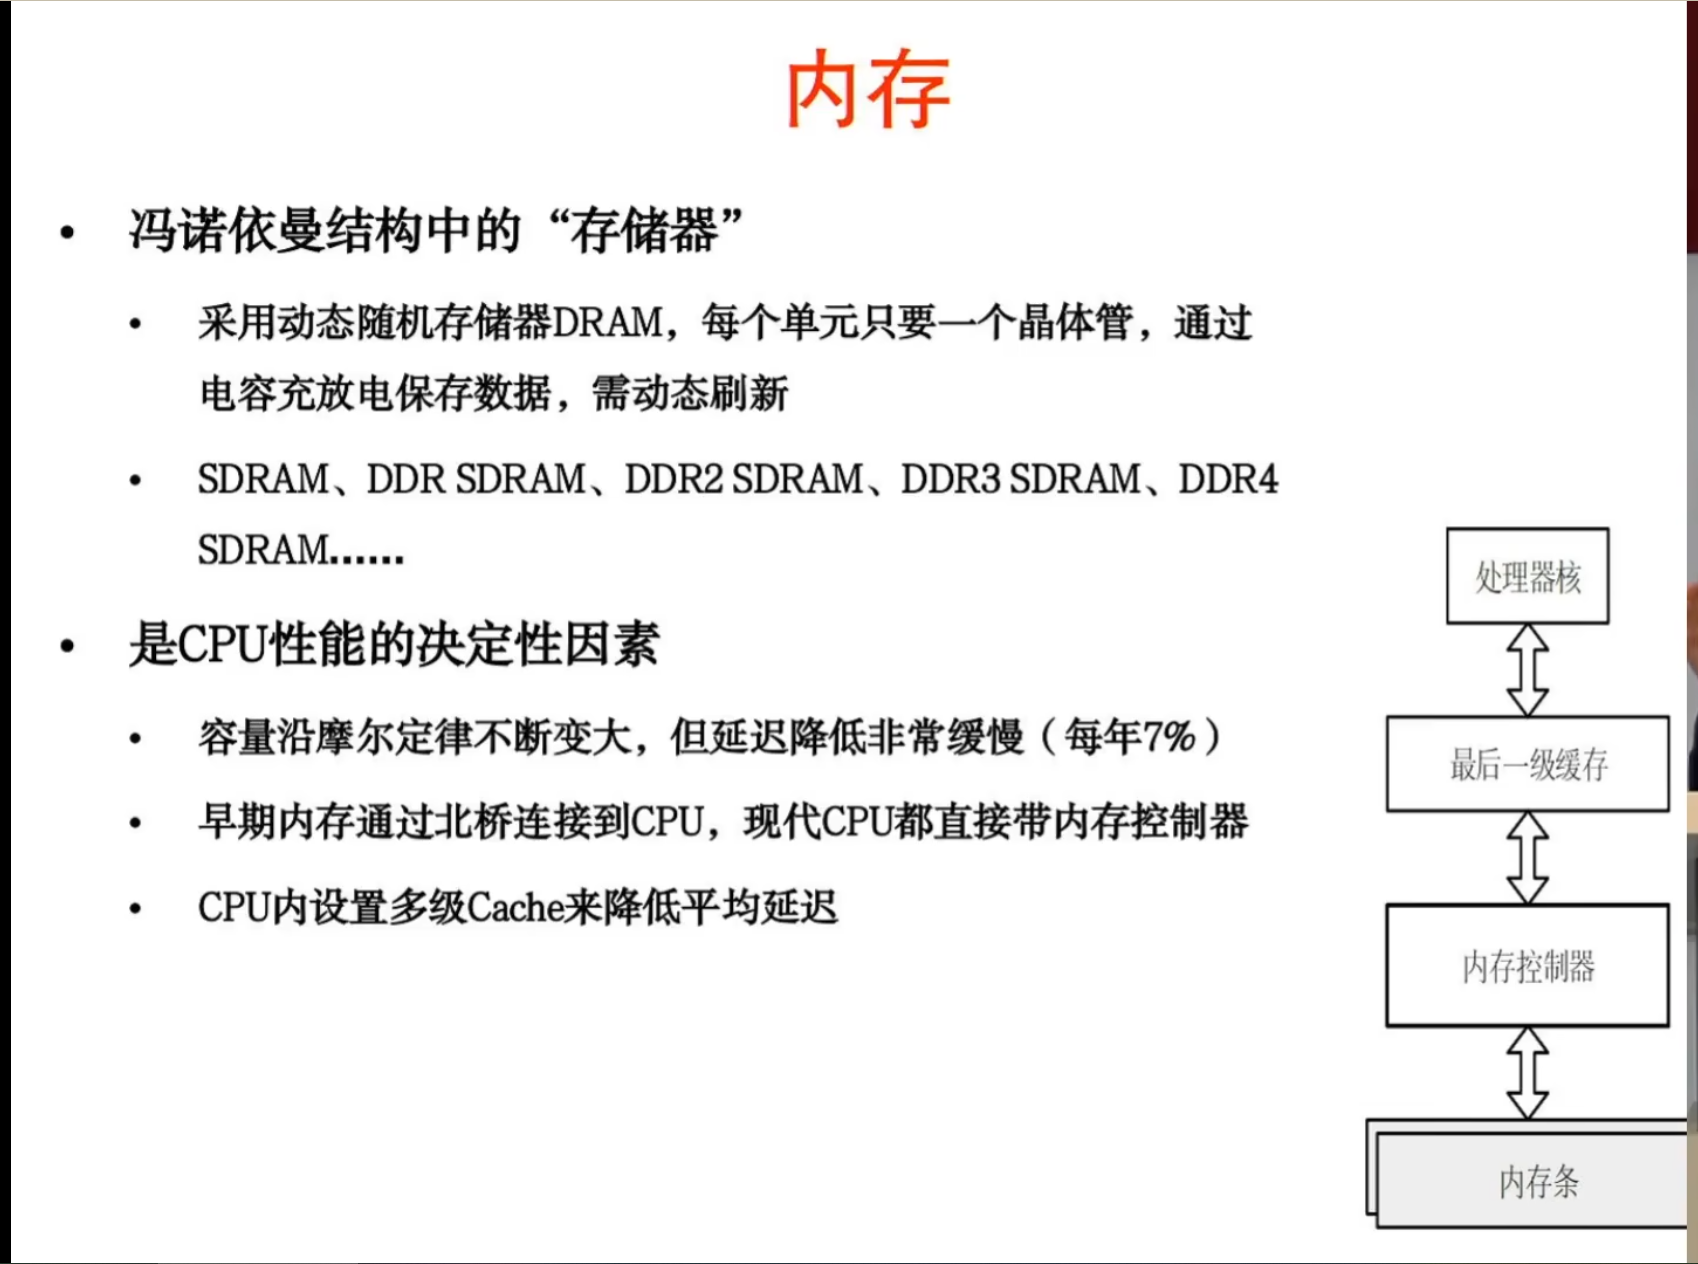 内存
冯诺依曼结构中的“存储器”
采用动态随机存储器DRAM，每个单元只要一个晶体管，通过
电容充放电保存数据，需动态刷新
SDRAM、DDR SDRAM、DDR2 SDRAM、DDR3 SDRAM、DDR4
SDRAM......
是CPU性能的决定性因素
容量沿摩尔定律不断变大，但延迟降低非常缓慢（每年7%）
早期内存通过北桥连接到CPU，现代CPU都直接带内存控制器
CPU内设置多级Cache来降低平均延迟
处理器核
最后一级缓存
内存控制器
内存条